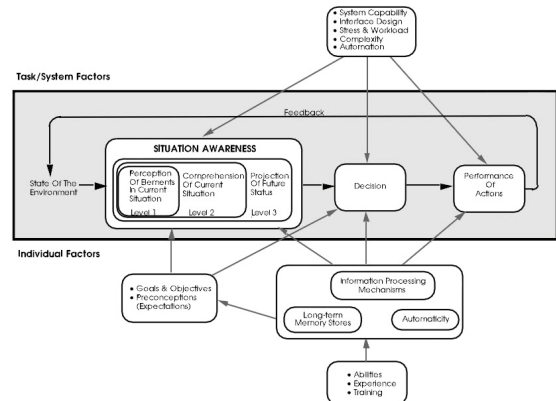 • System Capability
• Interface Design
• Stress & Workload
• Complexity
• Automation
Task/System Factors
Feedback
SITUATION AWARENESS
State Of The
Environment
Perception
Of Elements
In Current
Situation
Level 1
Comprehension
Of Current
Situation
Level 2
Projection
Of Future
Status
Level 3
Decision
Performance
Of
Actions
Individual Factors
• Goals & Objectives
• Preconceptions
(Expectations)
Information Processing
Mechanisms
Long-term
Memory Stores
Automaticity
• Abilities
• Experience
• Training